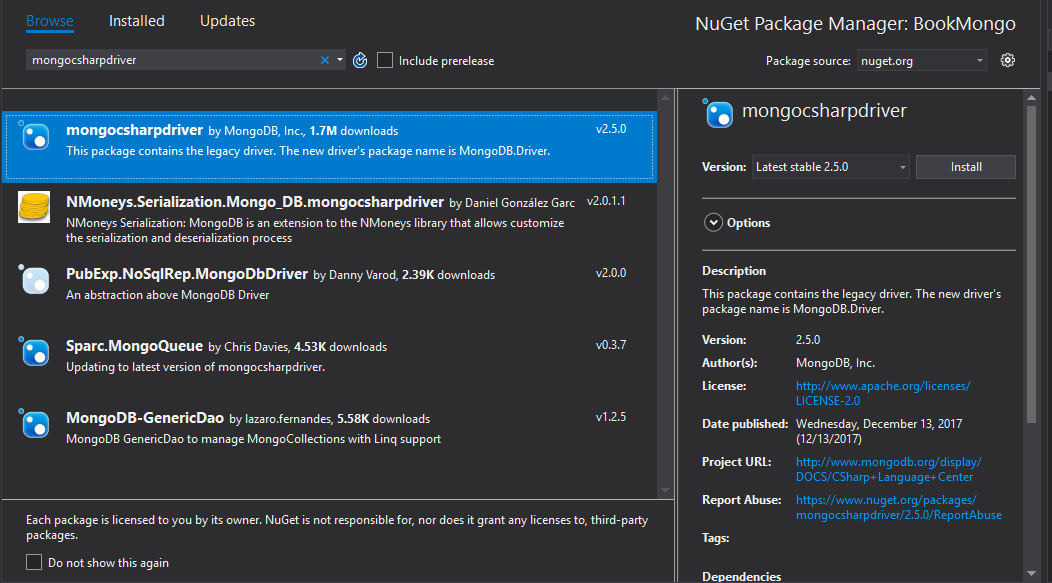 Browse Installed Updates
NuGet Package Manager: BookMongo
mongocsharpdriver
Include prerelease
Package source: nuget.org
mongocsharpdriver by MongoDB, Inc., 1.7M downloads v2.5.0
This package contains the legacy driver. The new driver's package name is MongoDB.Driver.
NMoneys.Serialization.Mongo_DB.mongocsharpdriver by Daniel González Garc v2.0.1.1
NMoneys Serialization: MongoDB is an extension to the NMoneys library that allows customize
the serialization and deserialization process
PubExp.NoSqlRep.MongoDbDriver by Danny Varod, 2.39K downloads v2.0.0
An abstraction above MongoDB Driver
Sparc.MongoQueue by Chris Davies, 4.53K downloads v0.3.7
Updating to latest version of mongocsharpdriver.
MongoDB-GenericDao by lazaro.fernandes, 5.58K downloads v1.2.5
MongoDB GenericDao to manage MongoCollections with Linq support
Each package is licensed to you by its owner. NuGet is not responsible for, nor does it grant any licenses to, third-party
packages.
Do not show this again
mongocsharpdriver
Version: Latest stable 2.5.0 Install
Options
Description
This package contains the legacy driver. The new driver's
package name is MongoDB.Driver.
Version: 2.5.0
Author(s): MongoDB, Inc.
License: http://www.apache.org/licenses/
LICENSE-2.0
Date published: Wednesday, December 13, 2017
(12/13/2017)
Project URL: http://www.mongodb.org/display/
DOCS/CSharp+Language+Center
Report Abuse: https://www.nuget.org/packages/
mongocsharpdriver/2.5.0/ReportAbuse
Tags:
Dependencies